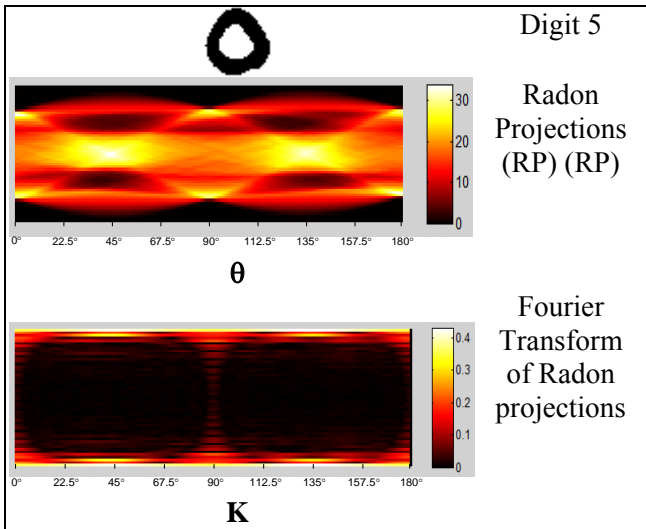 Digit 5
Radon
Projections
(RP) (RP)
30
20
10
0
0° 22.5° 45° 67.5° 90° 112.5° 135° 157.5° 180°
θ
Fourier
Transform
of Radon
projections
0.4
0.3
0.2
0.1
0
0° 22.5° 45° 67.5° 90° 112.5° 135° 157.5° 180°
K